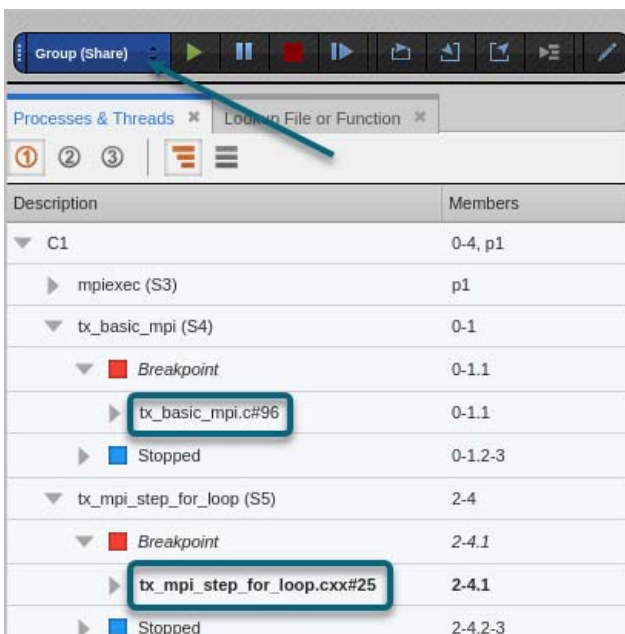 Group (Share)
Processes & Threads Lookup File or Function
1 2 3
Description Members
C1 0-4, p1
mpiexec (S3) p1
tx_basic_mpi (S4) 0-1
Breakpoint 0-1.1
tx_basic_mpi.c#96 0-1.1
Stopped 0-1.2-3
tx_mpi_step_for_loop (S5) 2-4
Breakpoint 2-4.1
tx_mpi_step_for_loop.cxx#25 2-4.1
Stopped 2-4.2-3